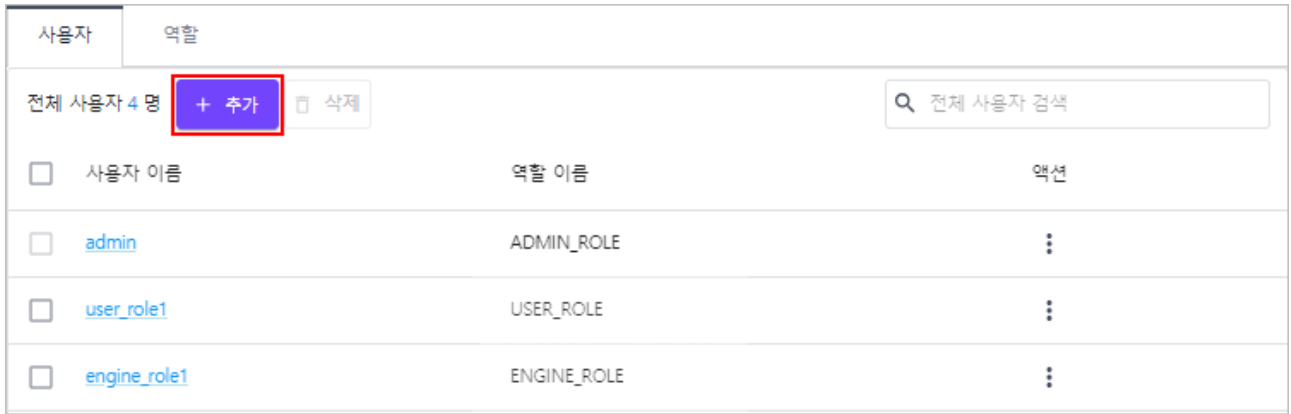 사용자 역할
전체 사용자 4 명 + 추가 삭제 전체 사용자 검색
사용자 이름 역할 이름 액션
admin ADMIN_ROLE
user_role1 USER_ROLE
engine_role1 ENGINE_ROLE